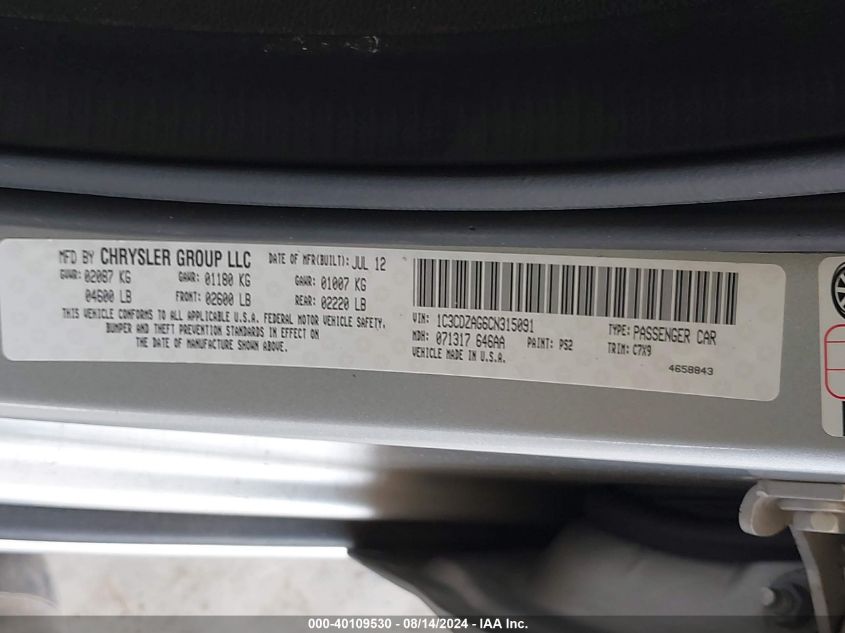 MFD BY CHRYSLER GROUP LLC
DATE OF MFR(BUILT): JUL 12
GVWR: 02087 KG
GAWR: 01180 KG
GAWR: 01007 KG
04600 LB
FRONT: 02600 LB
REAR: 02220 LB
THIS VEHICLE CONFORMS TO ALL APPLICABLE U.S.A. FEDERAL MOTOR VEHICLE SAFETY,
BUMPER AND THEFT PREVENTION STANDARDS IN EFFECT ON
THE DATE OF MANUFACTURE SHOWN ABOVE.
VIN: 1C3CDZAG6CN315091
TYPE: PASSENGER CAR
MDH: 071317 646AA
PAINT: PS2
TRIM: C7X9
VEHICLE MADE IN U.S.A.
4658843
000-40109530 - 08/14/2024 - IAA Inc.